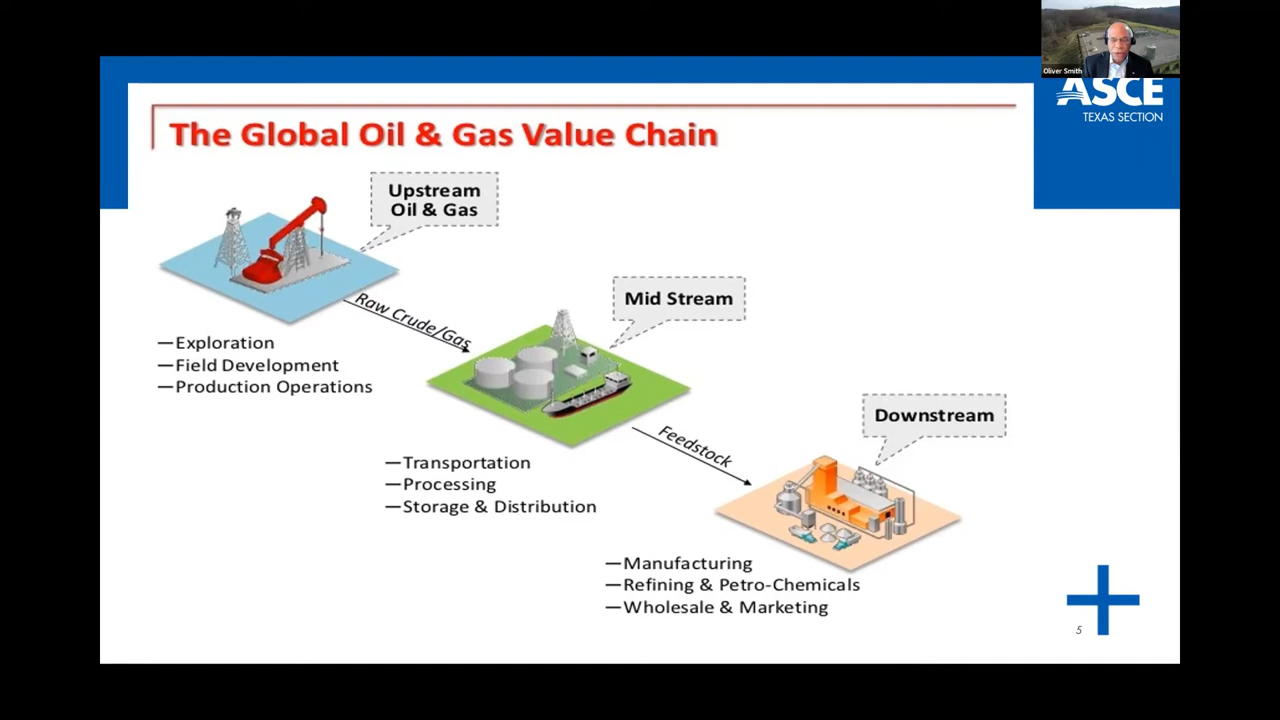 Oliver Smith
ASCE
TEXAS SECTION
The Global Oil & Gas Value Chain
Upstream
Oil & Gas
Raw Crude/Gas
—Exploration
—Field Development
—Production Operations
Mid Stream
Feedstock
—Transportation
—Processing
—Storage & Distribution
Downstream
—Manufacturing
—Refining & Petro-Chemicals
—Wholesale & Marketing
5